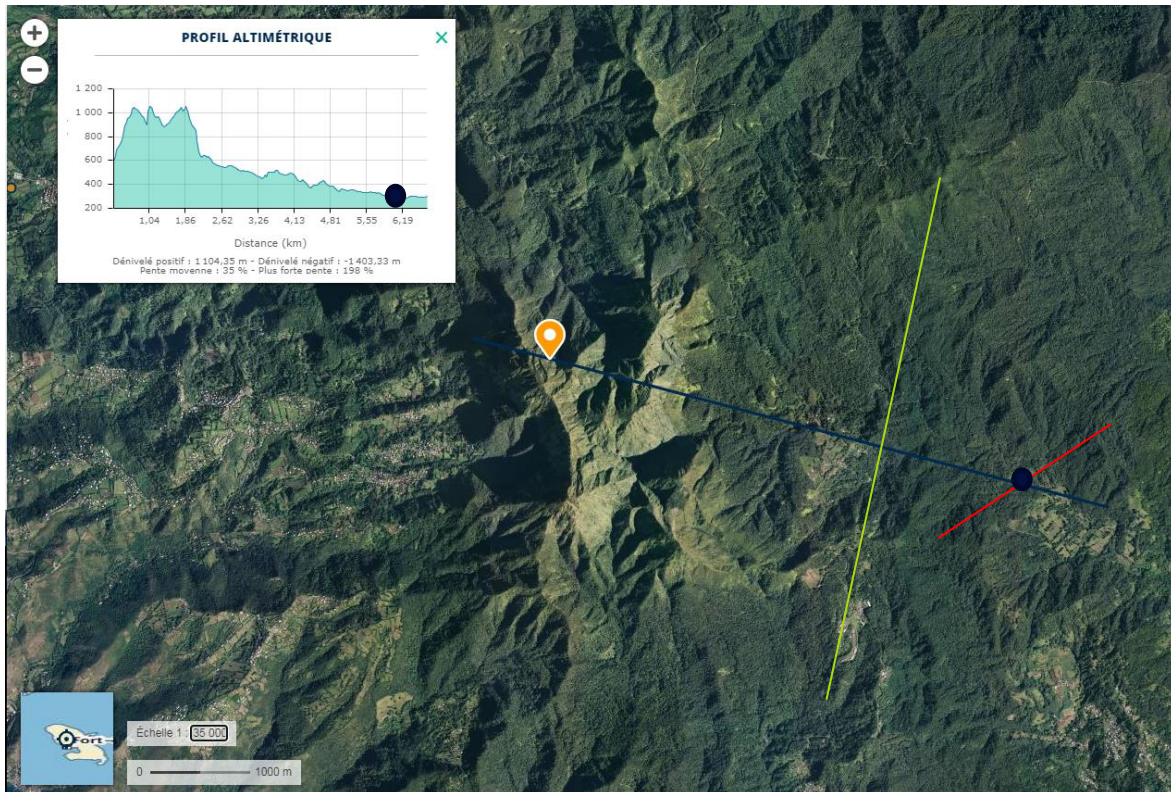 +
−
PROFIL ALTIMÉTRIQUE
×
1 200
1 000
800
600
400
200
1,04 1,86 2,62 3,26 4,13 4,81 5,55 6,19
Distance (km)
Dénivelé positif : 1 104,35 m - Dénivelé négatif : -1 403,33 m
Pente moyenne : 35 % - Plus forte pente : 198 %
Fort-
Échelle 1 : 35 000
0 1000 m